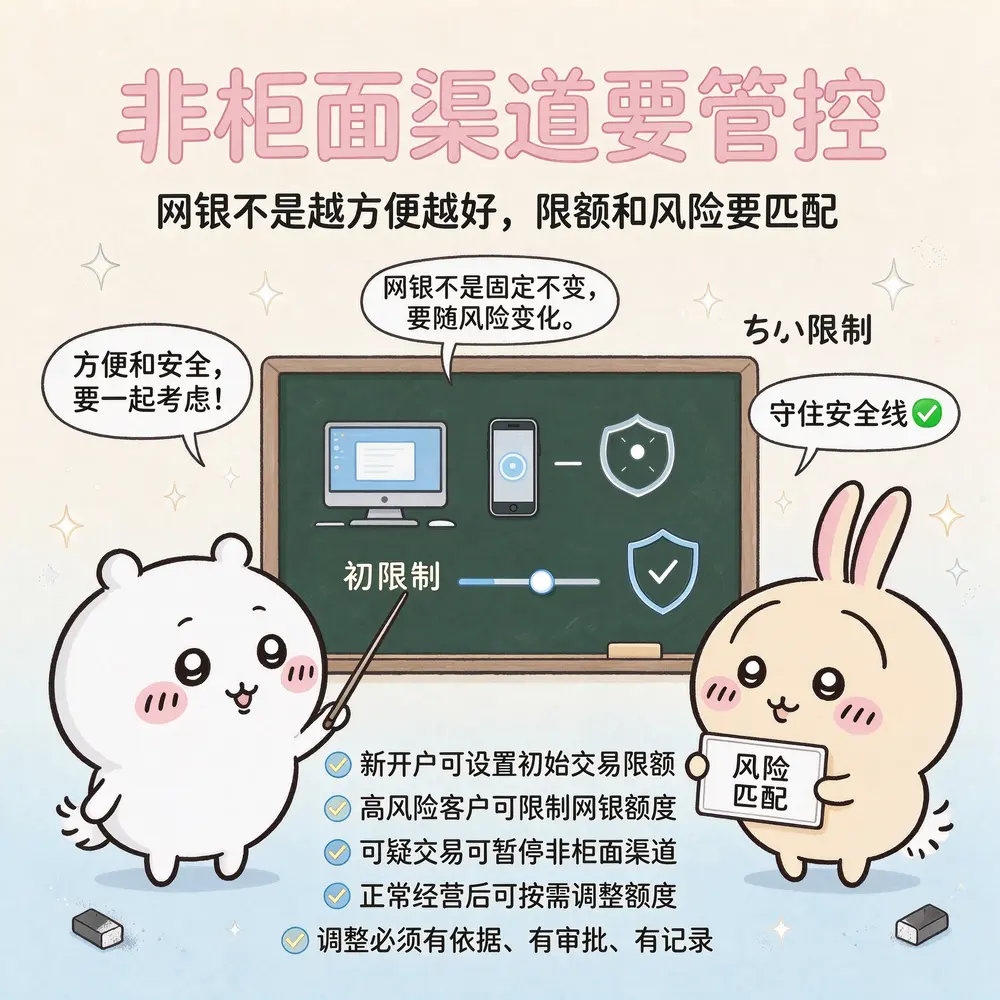 非柜面渠道要管控
网银不是越方便越好，限额和风险要匹配
网银不是固定不变，
要随风险变化。
ちい限制
方便和安全，
要一起考虑！
守住安全线
初限制
风险
匹配
新开户可设置初始交易限额
高风险客户可限制网银额度
可疑交易可暂停非柜面渠道
正常经营后可按需调整额度
调整必须有依据、有审批、有记录